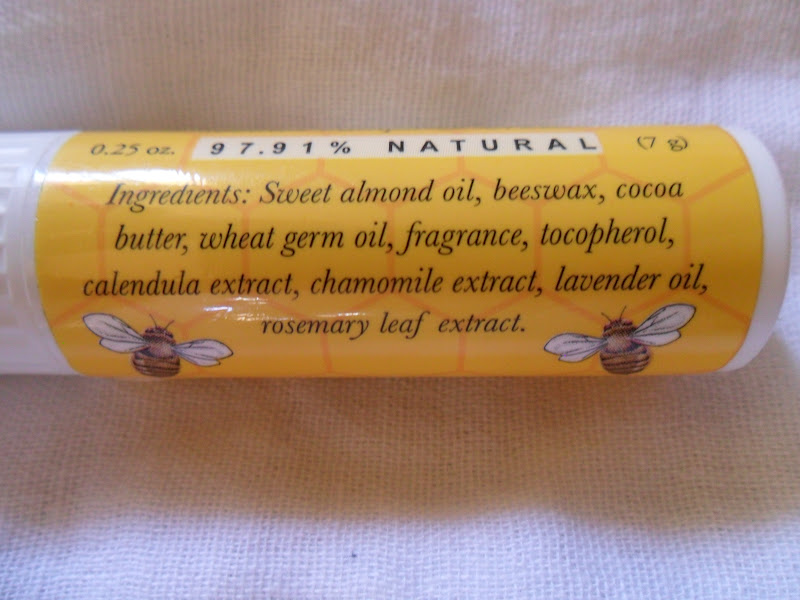 0.25 oz. 97.91% NATURAL (7 g)
Ingredients: Sweet almond oil, beeswax, cocoa
butter, wheat germ oil, fragrance, tocopherol,
calendula extract, chamomile extract, lavender oil,
rosemary leaf extract.